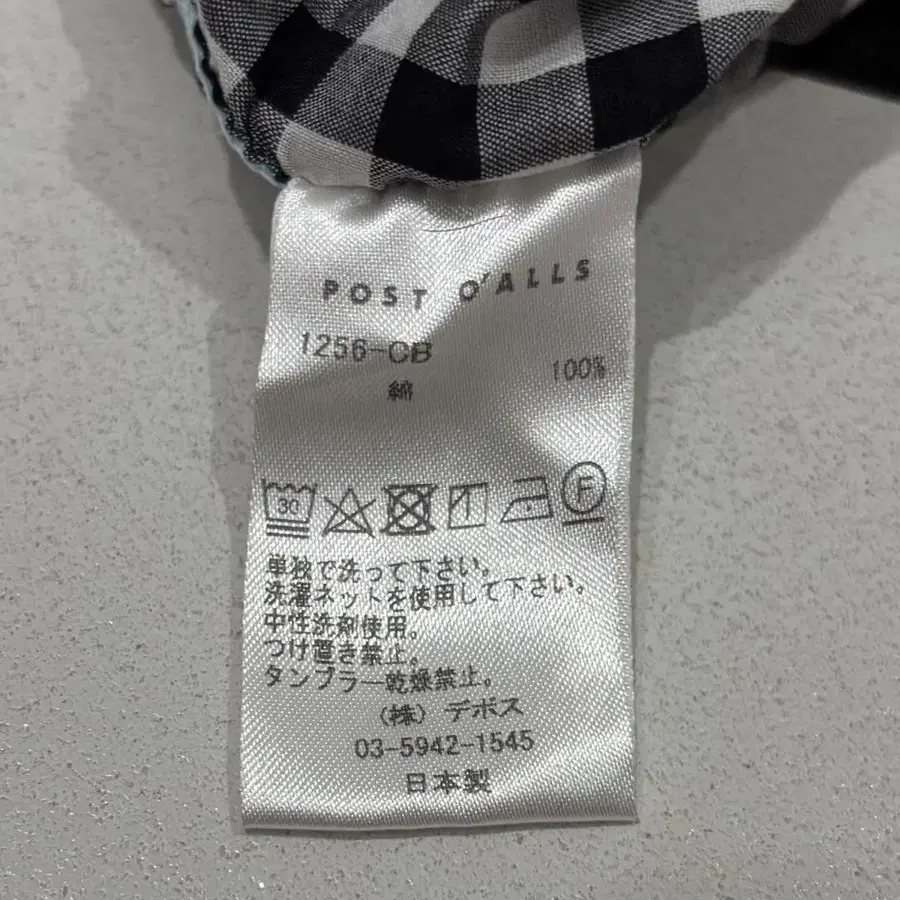 POST O'ALLS
1256-CB
綿 100%
30 F
単独で洗って下さい。
洗濯ネットを使用して下さい。
中性洗剤使用。
つけ置き禁止。
タンブラー乾燥禁止。
(株) デポス
03-5942-1545
日本製